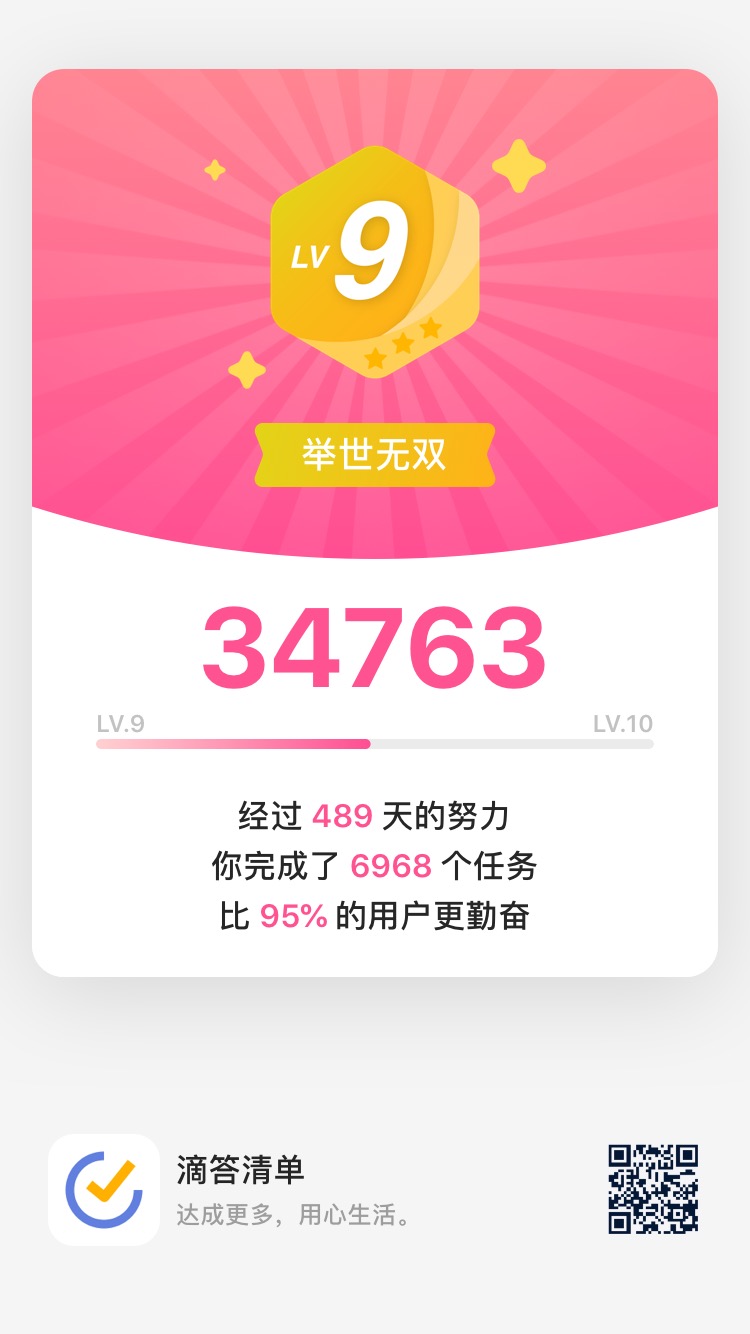 LV 9
举世无双
34763
LV.9 LV.10
经过 489 天的努力
你完成了 6968 个任务
比 95% 的用户更勤奋
滴答清单
达成更多，用心生活。